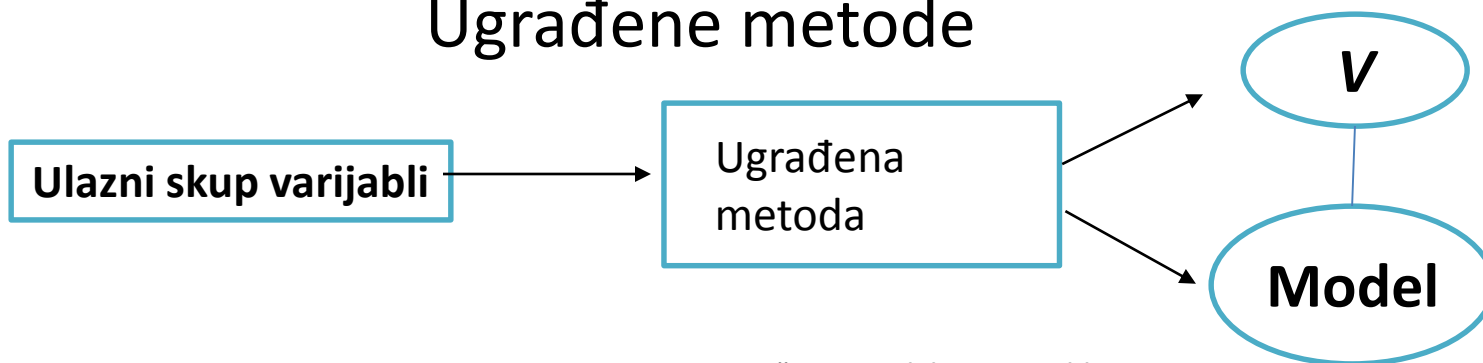 Ugrađene metode
Ulazni skup varijabli
Ugrađena
metoda
V
Model